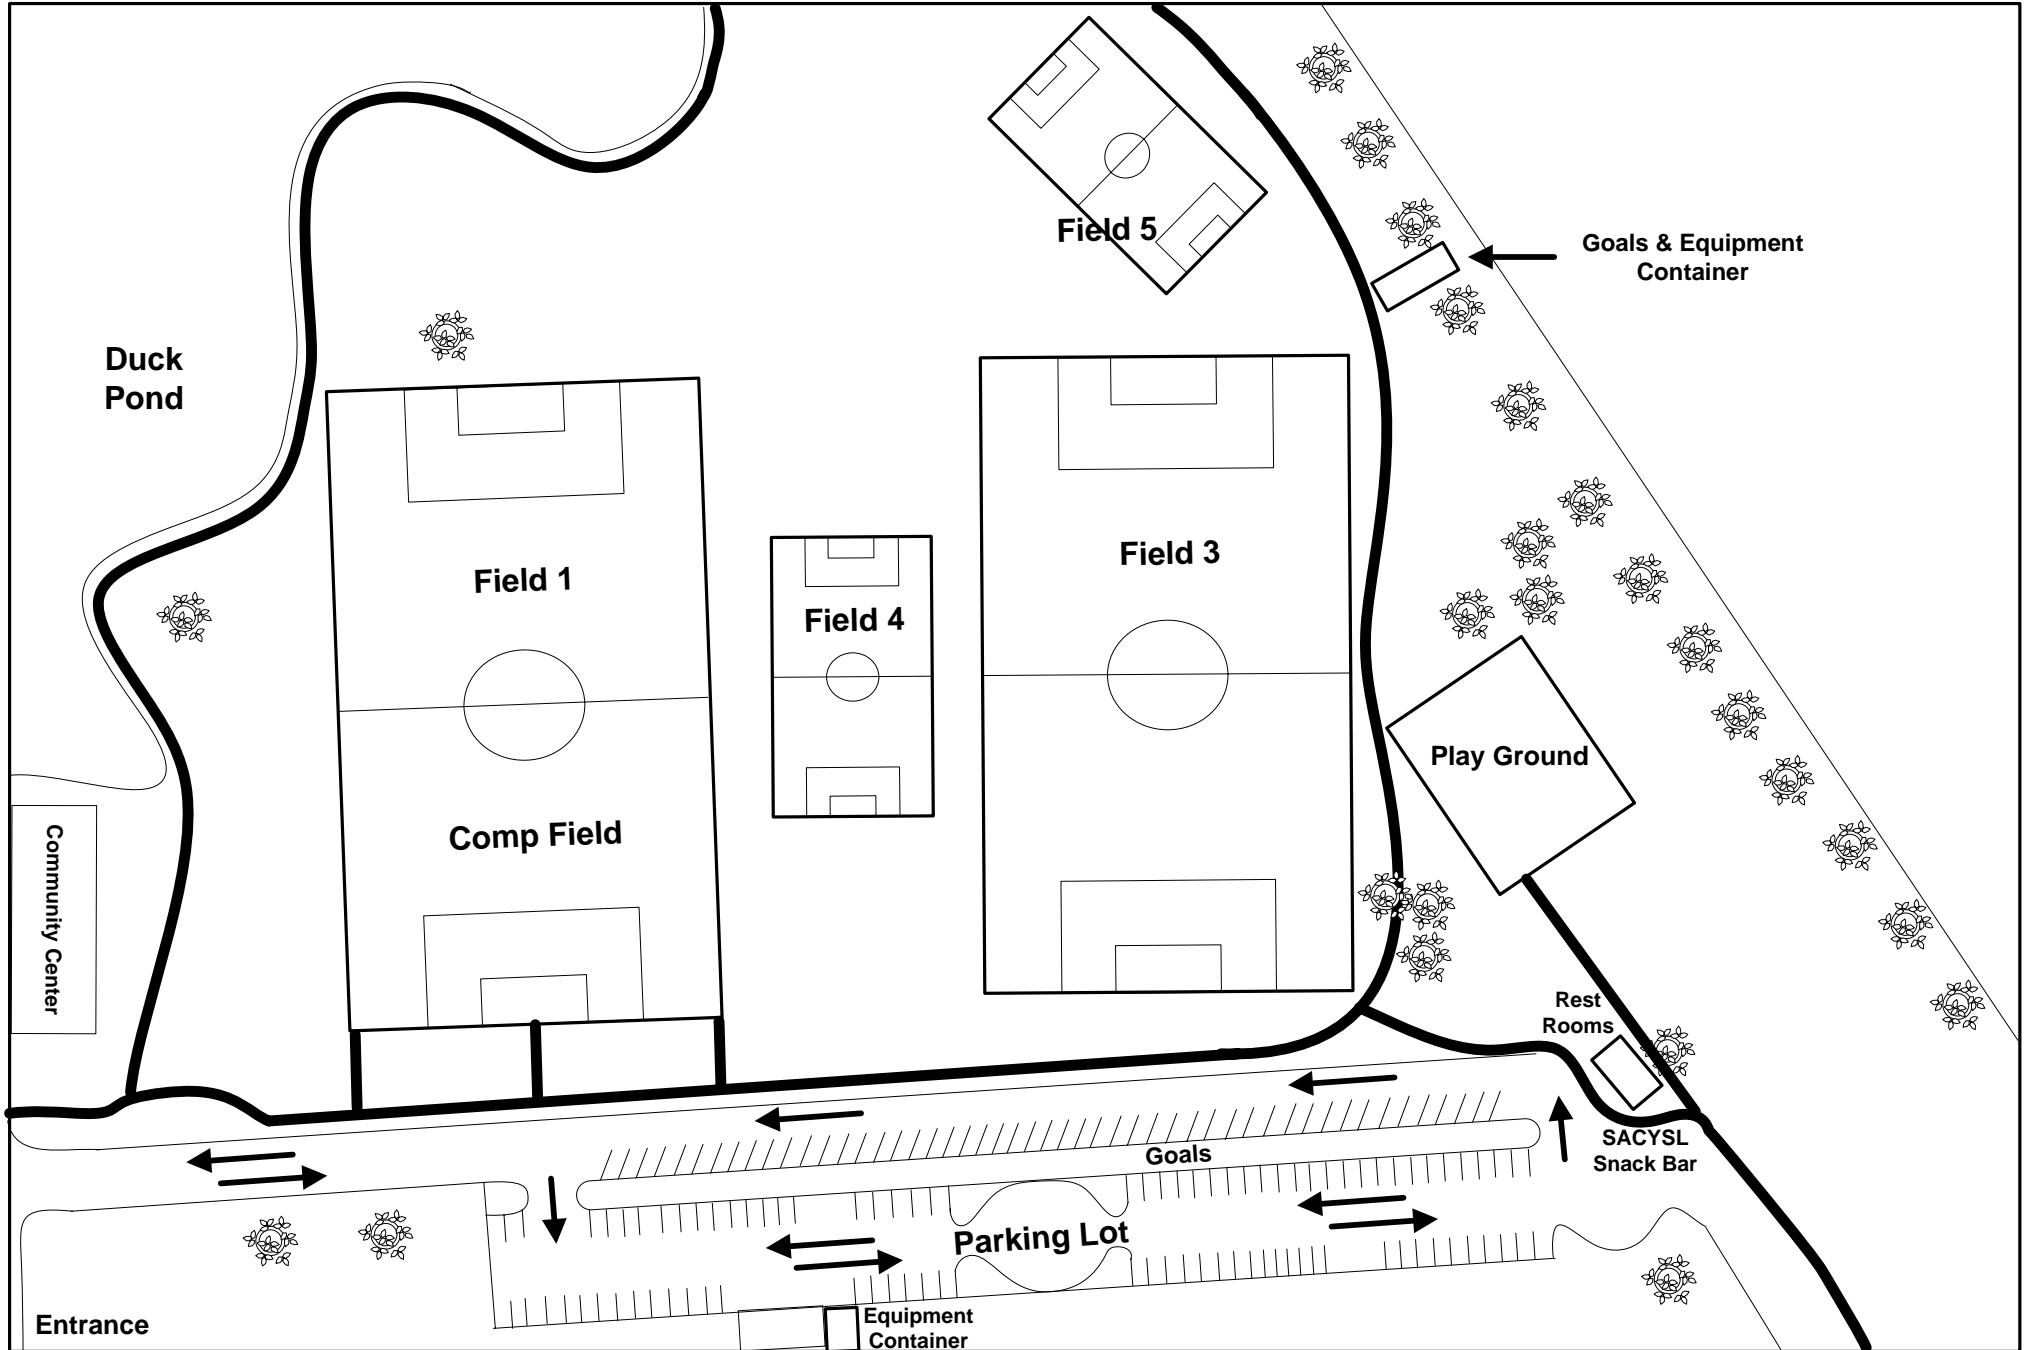 Field 5
Goals & Equipment
Container
Duck
Pond
Field 1
Field 4
Field 3
Comp Field
Play Ground
Community Center
Rest
Rooms
SACYSL
Snack Bar
Goals
Parking Lot
Entrance
Equipment
Container